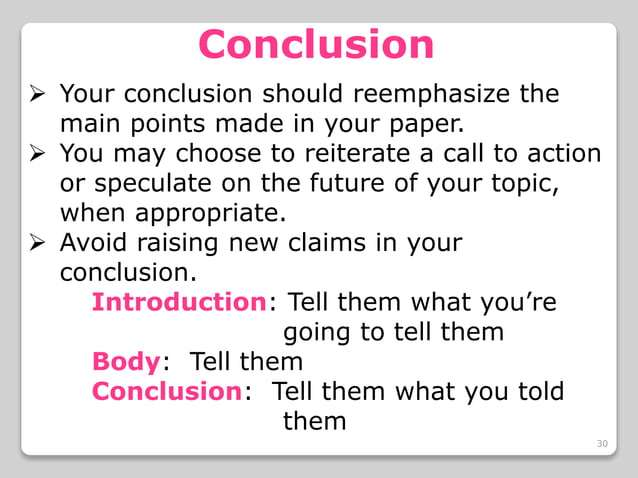 Conclusion
➢ Your conclusion should reemphasize the
main points made in your paper.
➢ You may choose to reiterate a call to action
or speculate on the future of your topic,
when appropriate.
➢ Avoid raising new claims in your
conclusion.
Introduction: Tell them what you’re
going to tell them
Body: Tell them
Conclusion: Tell them what you told
them
30